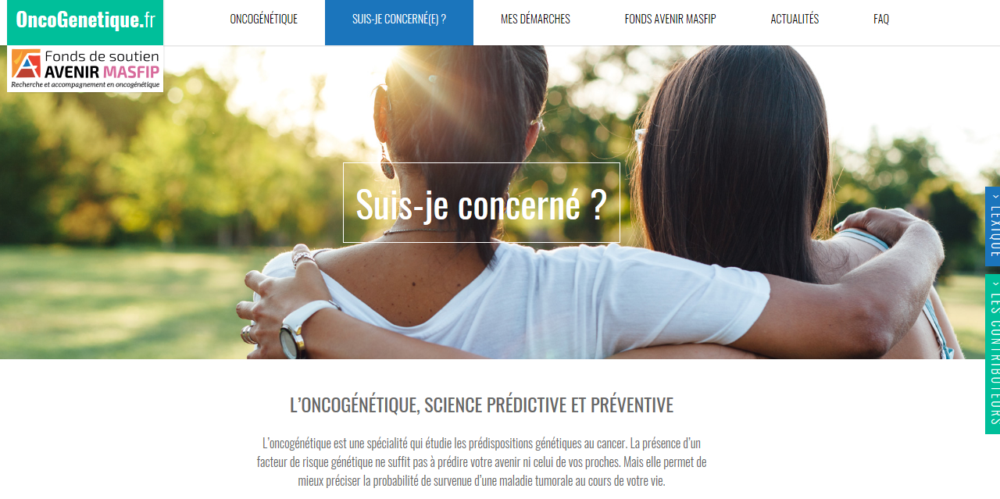 OncoGenetique.fr
ONCOGÉNÉTIQUE
SUIS-JE CONCERNÉ(E) ?
MES DÉMARCHES
FONDS AVENIR MASFIP
ACTUALITÉS
FAQ
Fonds de soutien
AVENIR MASFIP
Recherche et accompagnement en oncogénétique
Suis-je concerné ?
> LEXIQUE
> LES CONTRIBUTEURS
L’ONCOGÉNÉTIQUE, SCIENCE PRÉDICTIVE ET PRÉVENTIVE
L’oncogénétique est une spécialité qui étudie les prédispositions génétiques au cancer. La présence d’un
facteur de risque génétique ne suffit pas à prédire votre avenir ni celui de vos proches. Mais elle permet de
mieux préciser la probabilité de survenue d’une maladie tumorale au cours de votre vie.